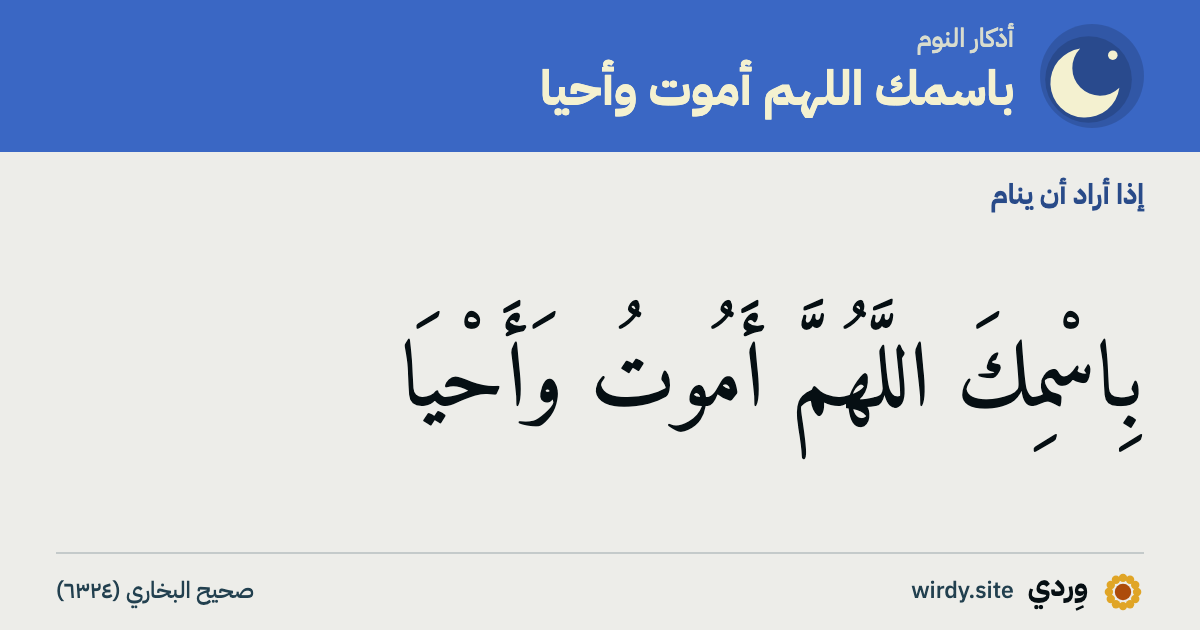 أذكار النوم
باسمك اللهم أموت وأحيا
إذا أراد أن ينام
بِاسْمِكَ اللَّهُمَّ أَمُوتُ وَأَحْيَا
وِردي wirdy.site
صحيح البخاري (٦٣٢٤)